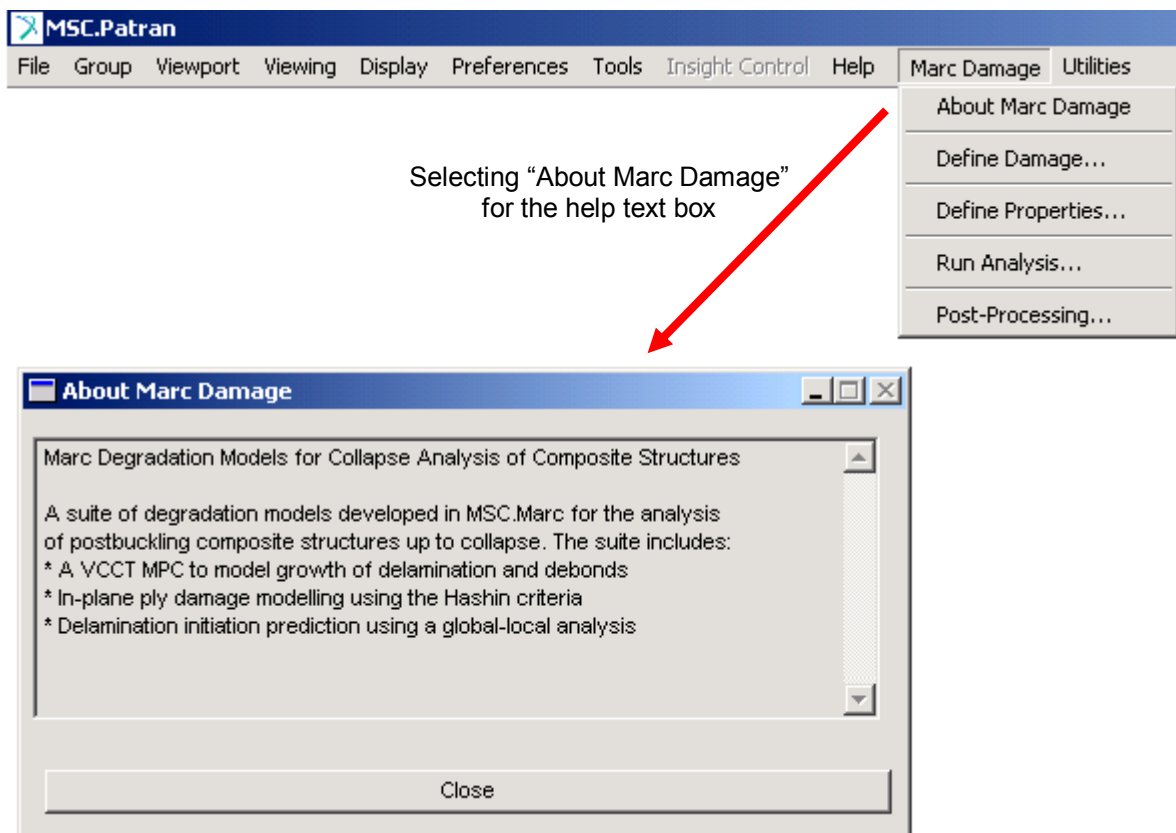 MSC.Patran
File Group Viewport Viewing Display Preferences Tools Insight Control Help Marc Damage Utilities
About Marc Damage
Define Damage...
Define Properties...
Run Analysis...
Post-Processing...
Selecting “About Marc Damage”
for the help text box
About Marc Damage
Marc Degradation Models for Collapse Analysis of Composite Structures
A suite of degradation models developed in MSC.Marc for the analysis
of postbuckling composite structures up to collapse. The suite includes:
* A VCCT MPC to model growth of delamination and debonds
* In-plane ply damage modelling using the Hashin criteria
* Delamination initiation prediction using a global-local analysis
Close